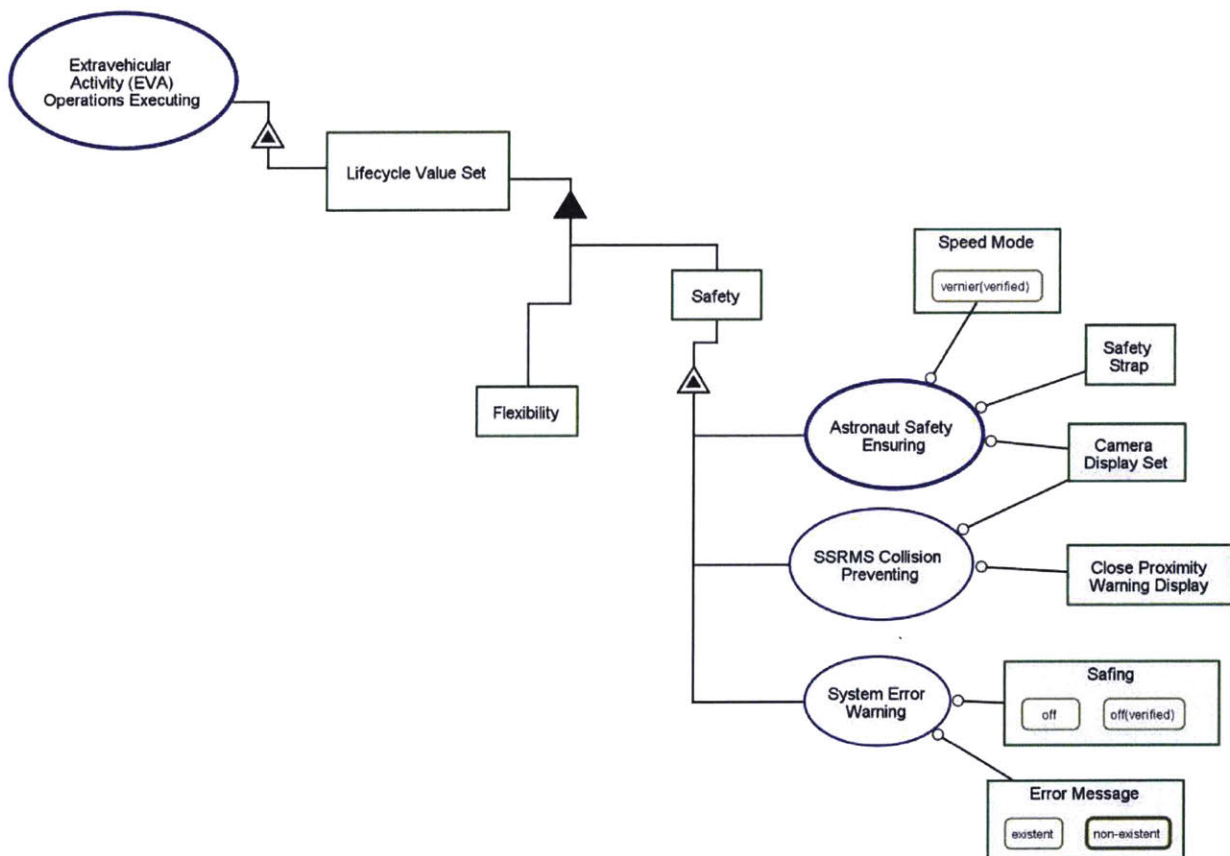 Extravehicular
Activity (EVA)
Operations Executing
Lifecycle Value Set
Speed Mode
vernier(verified)
Safety
Safety
Strap
Flexibility
Astronaut Safety
Ensuring
Camera
Display Set
SSRMS Collision
Preventing
Close Proximity
Warning Display
System Error
Warning
Safing
off
off(verified)
Error Message
existent
non-existent